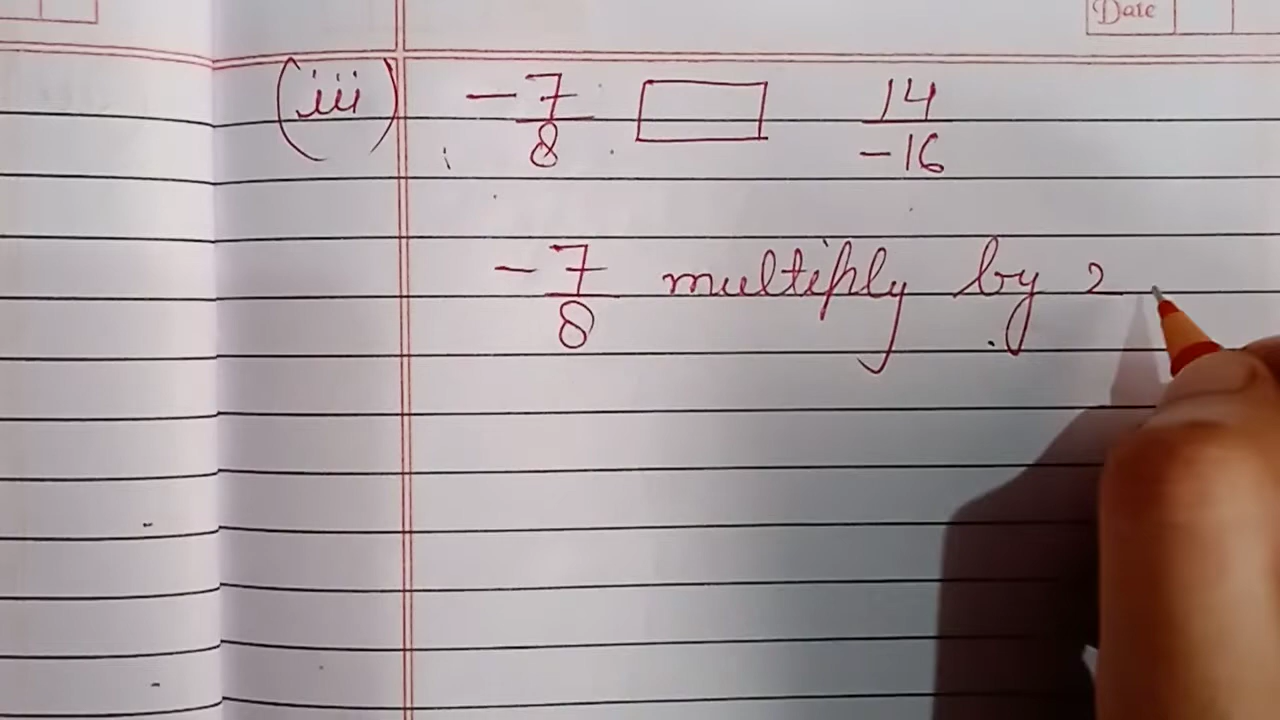 Date
(iii) -7/8 □ 14/-16
-7/8 multiply by 2